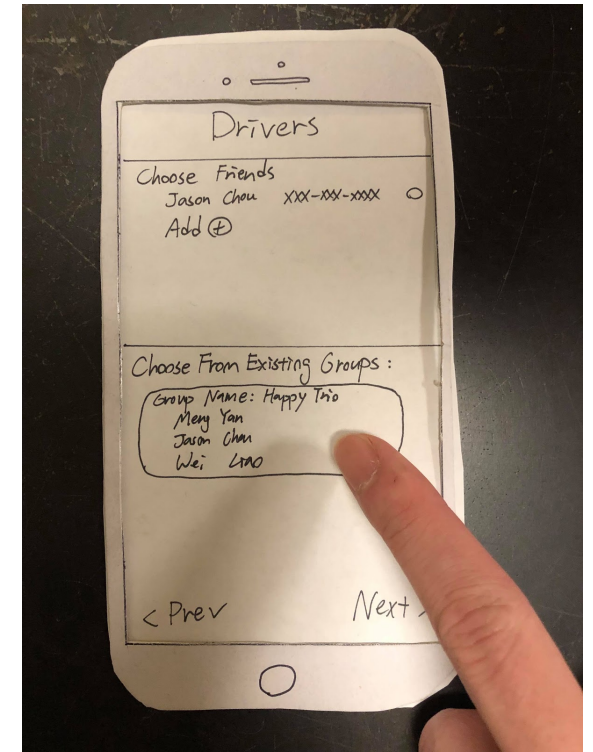 Drivers
Choose Friends
Jason Chou XXX-XXX-XXXX
Add +
Choose From Existing Groups:
Group Name: Happy Trio
Meng Yan
Jason Chou
Wei Liao
< Prev
Next >